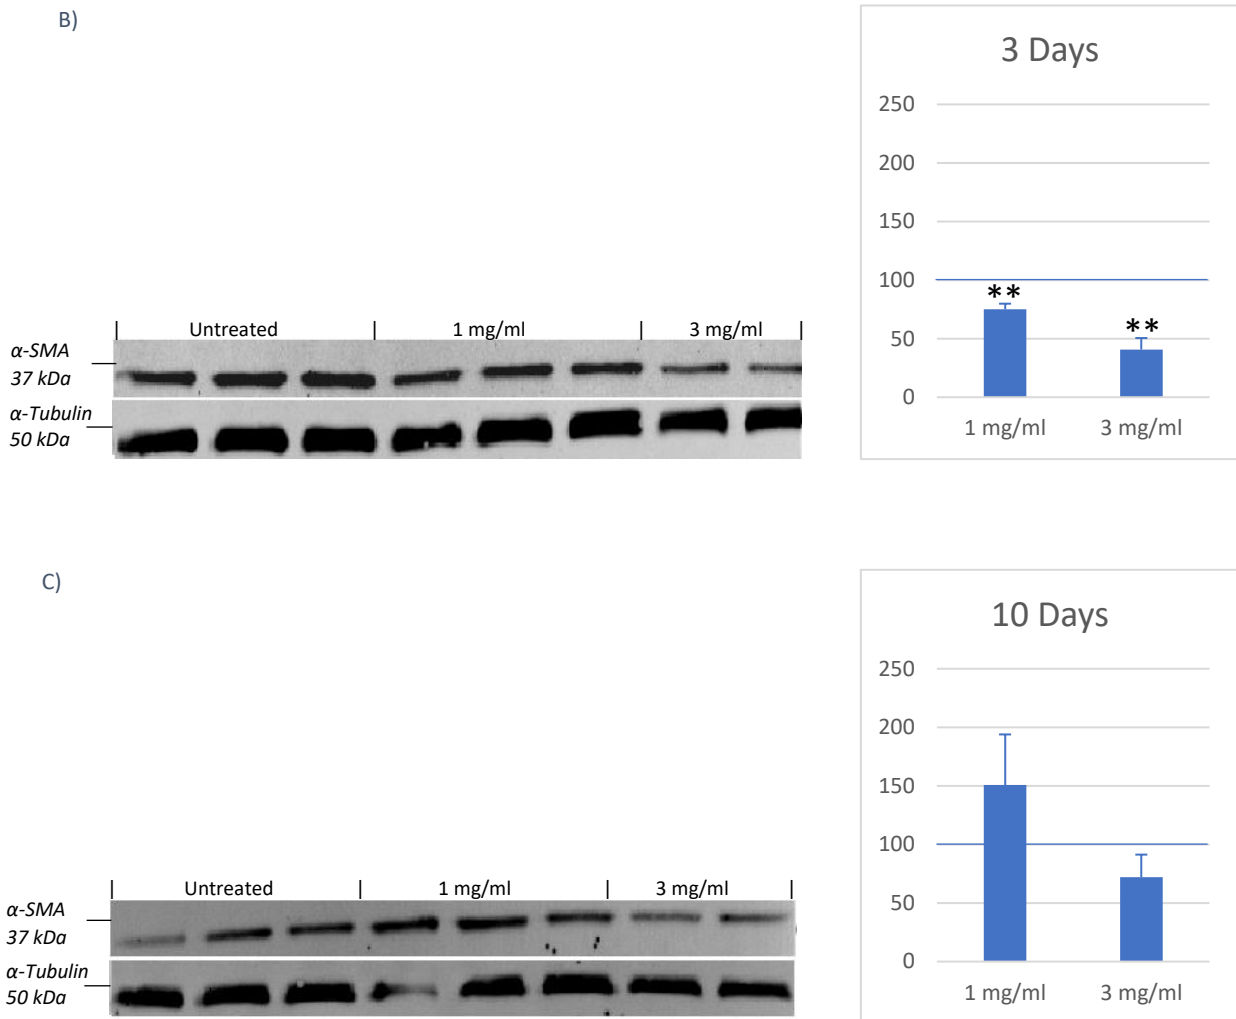 B)
Untreated
1 mg/ml
3 mg/ml
α-SMA
37 kDa
α-Tubulin
50 kDa
3 Days
250
200
150
100
50
0
**
**
1 mg/ml
3 mg/ml
C)
Untreated
1 mg/ml
3 mg/ml
α-SMA
37 kDa
α-Tubulin
50 kDa
10 Days
250
200
150
100
50
0
1 mg/ml
3 mg/ml